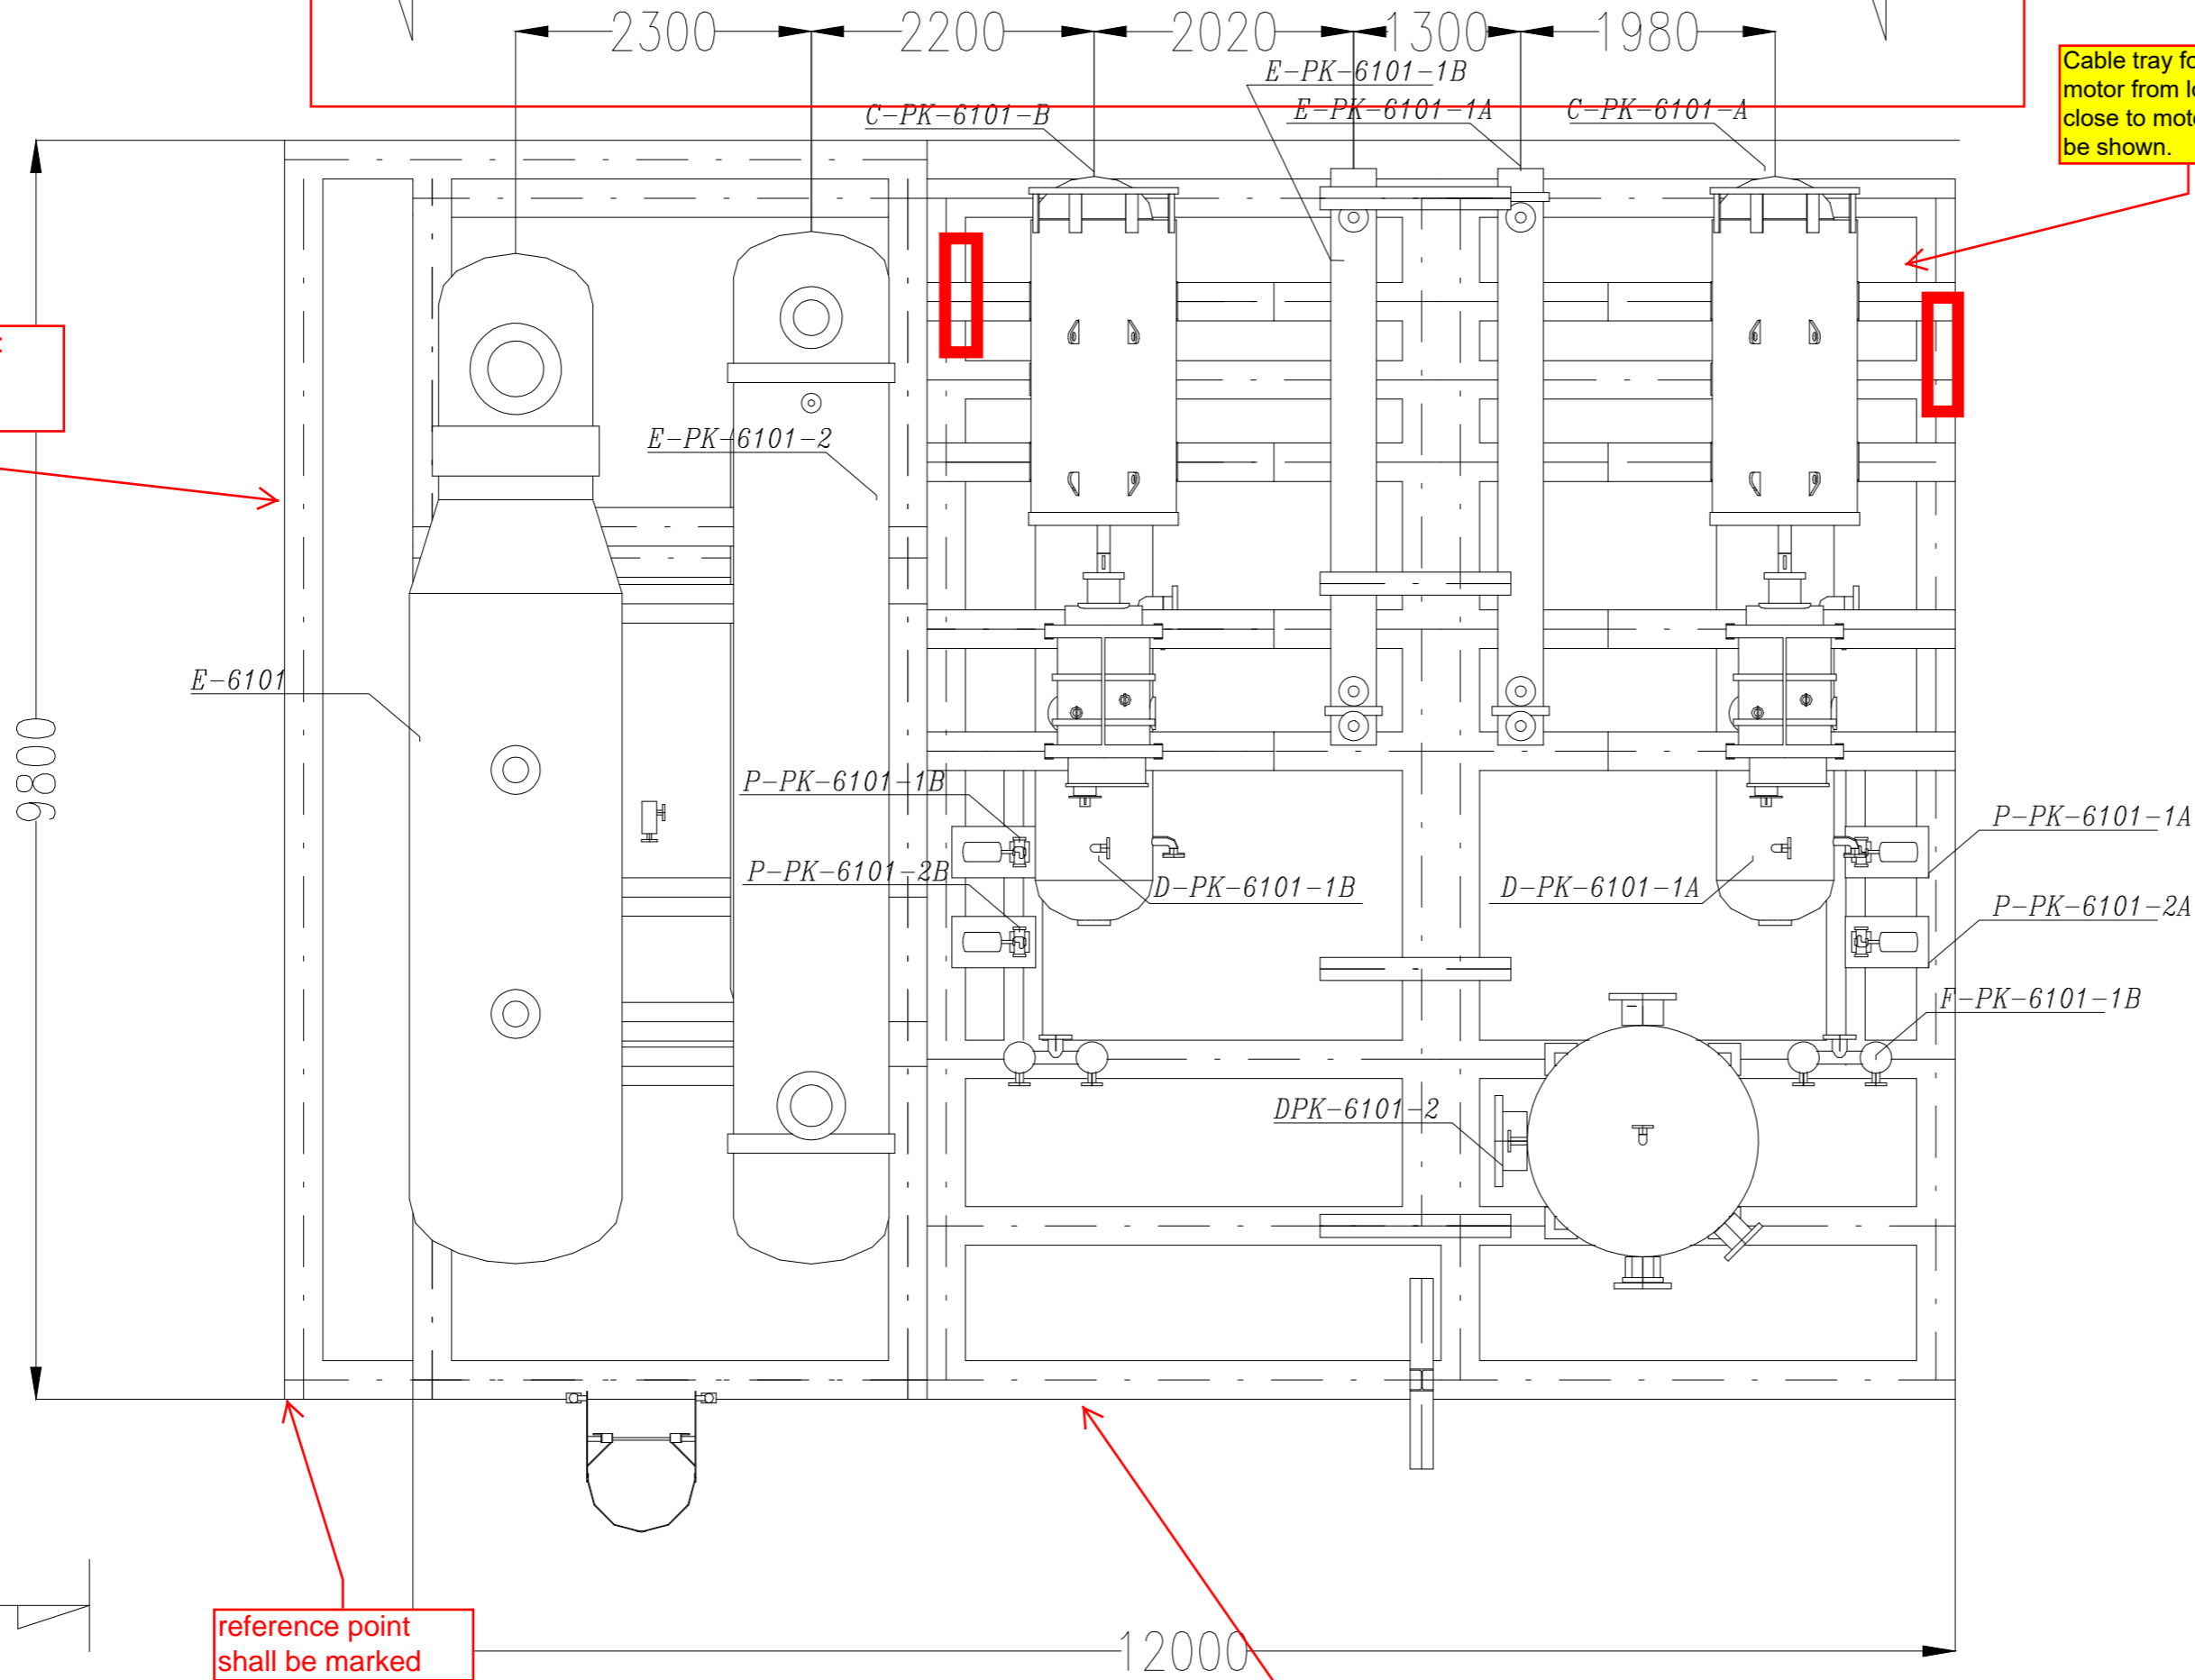 2300
2200
2020
1300
1980
E-PK-6101-1B
C-PK-6101-B
E-PK-6101-1A
C-PK-6101-A
Cable tray
motor from
close to
be shown.
E-PK-6101-2
E-6101
9800
P-PK-6101-1B
P-PK-6101-1A
P-PK-6101-2B
D-PK-6101-1B
D-PK-6101-1A
P-PK-6101-2A
F-PK-6101-1B
DPK-6101-2
reference point
shall be marked
12000